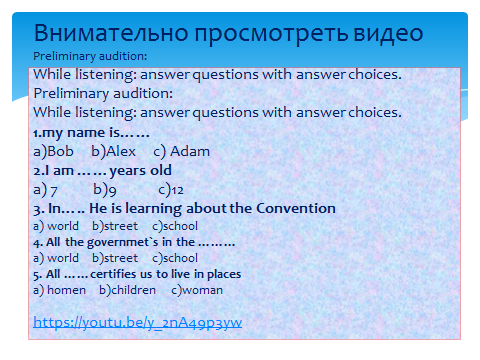 Внимательно просмотреть видео
Preliminary audition:
While listening: answer questions with answer choices.
Preliminary audition:
While listening: answer questions with answer choices.
1.my name is……
a)Bob b)Alex c) Adam
2.I am …… years old
a) 7 b)9 c)12
3. In….. He is learning about the Convention
a) world b)street c)school
4. All the governmet`s in the ………
a) world b)street c)school
5. All …… certifies us to live in places
a) homen b)children c)woman
https://youtu.be/y_2nA49p3yw